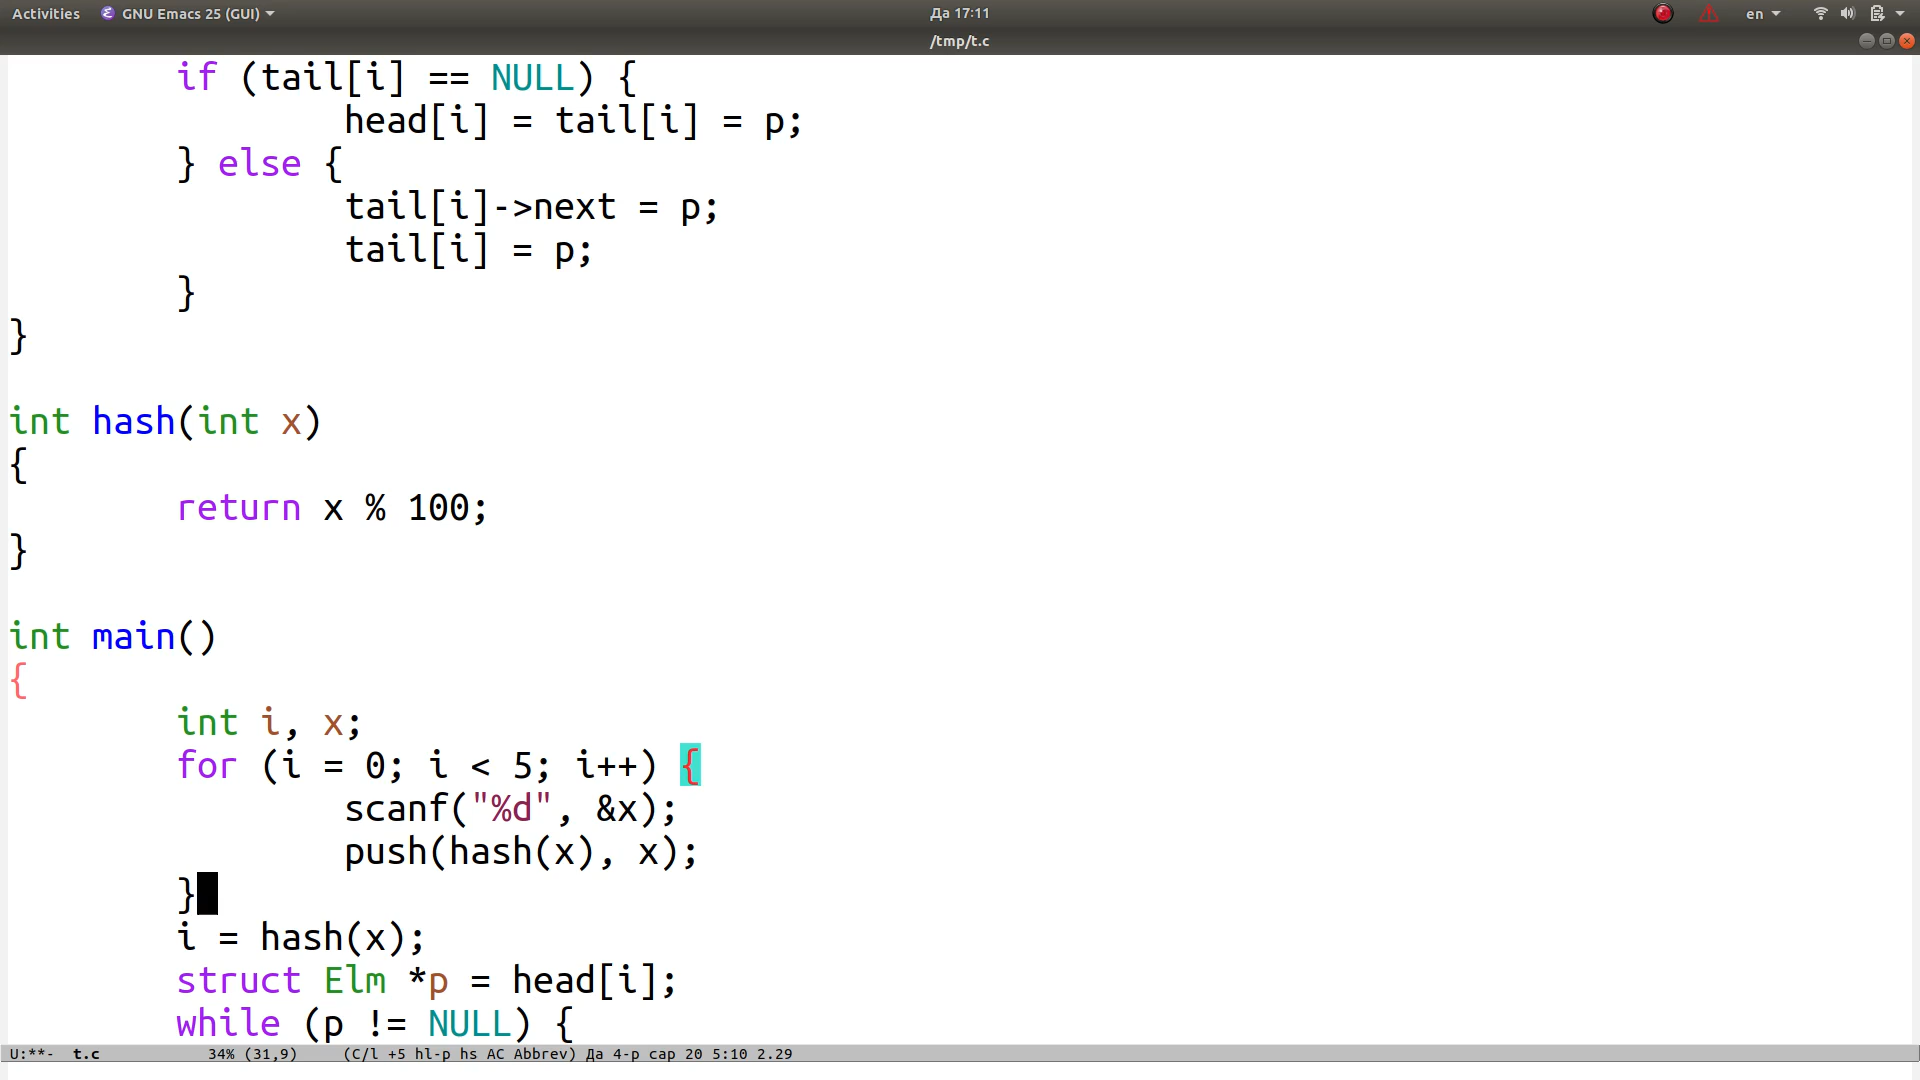 Activities GNU Emacs 25 (GUI) Да 17:11 en
/tmp/t.c
if (tail[i] == NULL) {
head[i] = tail[i] = p;
} else {
tail[i]->next = p;
tail[i] = p;
}
}
int hash(int x)
{
return x % 100;
}
int main()
{
int i, x;
for (i = 0; i < 5; i++) {
scanf("%d", &x);
push(hash(x), x);
}
i = hash(x);
struct Elm *p = head[i];
while (p != NULL) {
U:**- t.c 34% (31,9) (C/l +5 hl-p hs AC Abbrev) Да 4-р сар 20 5:10 2.29